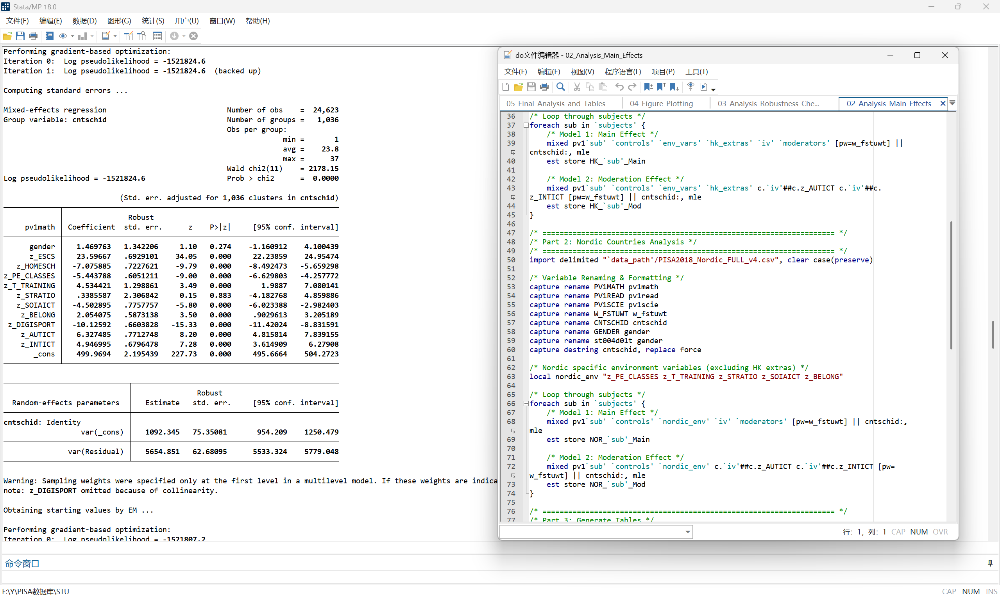 Stata/MP 18.0
文件(F) 编辑(E) 数据(D) 图形(G) 统计(S) 用户(U) 窗口(W) 帮助(H)
Performing gradient-based optimization:
Iteration 0:  Log pseudolikelihood = -1521824.6
Iteration 1:  Log pseudolikelihood = -1521824.6  (backed up)
Computing standard errors ...
Mixed-effects regression Number of obs = 24,623
Group variable: cntschid Number of groups = 1,036
Obs per group:
min = 1
avg = 23.8
max = 37
Wald chi2(11) = 2178.15
Log pseudolikelihood = -1521824.6 Prob > chi2 = 0.0000
(Std. err. adjusted for 1,036 clusters in cntschid)
Robust
pv1math Coefficient std. err. z P>|z| [95% conf. interval]
gender 1.469763 1.342206 1.10 0.274 -1.160912 4.100439
z_ESCS 23.59667 .6929101 34.05 0.000 22.23859 24.95474
z_HOMESCH -7.075885 .7227621 -9.79 0.000 -8.492473 -5.659298
z_PE_CLASSES -5.443788 .6051211 -9.00 0.000 -6.629803 -4.257772
z_T_TRAINING 4.534421 1.298861 3.49 0.000 1.9887 7.080141
z_STRATIO .3385587 2.306842 0.15 0.883 -4.182768 4.859886
z_SOIAICT -4.502895 .7757757 -5.80 0.000 -6.023388 -2.982403
z_BELONG 2.054075 .5873138 3.50 0.000 .9029613 3.205189
z_DIGISPORT -10.12592 .6603828 -15.33 0.000 -11.42024 -8.831591
z_AUTICT 6.327485 .7712748 8.20 0.000 4.815814 7.839155
z_INTICT 4.946995 .6796478 7.28 0.000 3.614909 6.27908
_cons 499.9694 2.195439 227.73 0.000 495.6664 504.2723
Robust
Random-effects parameters Estimate std. err. [95% conf. interval]
cntschid: Identity
var(_cons) 1092.345 75.35081 954.209 1250.479
var(Residual) 5654.851 62.68095 5533.324 5779.048
Warning: Sampling weights were specified only at the first level in a multilevel model. If these weights are indica
note: z_DIGISPORT omitted because of collinearity.
Obtaining starting values by EM ...
Performing gradient-based optimization:
Iteration 0:  Log pseudolikelihood = -1521807.2
do文件编辑器 - 02_Analysis_Main_Effects
文件(F) 编辑(E) 视图(V) 程序语言(L) 项目(P) 工具(T)
05_Final_Analysis_and_Tables 04_Figure_Plotting 03_Analysis_Robustness_Che... 02_Analysis_Main_Effects
36 /* Loop through subjects */
37 foreach sub in `subjects' {
38 /* Model 1: Main Effect */
39 mixed pv1`sub' `controls' `env_vars' `hk_extras' `iv' `moderators' [pw=w_fstuwt] ||
cntschid:, mle
40 est store HK_`sub'_Main
41
42 /* Model 2: Moderation Effect */
43 mixed pv1`sub' `controls' `env_vars' `hk_extras' c.`iv'##c.z_AUTICT c.`iv'##c.
z_INTICT [pw=w_fstuwt] || cntschid:, mle
44 est store HK_`sub'_Mod
45 }
46
47 /* ==================================================================== */
48 /* Part 2: Nordic Countries Analysis */
49 /* ==================================================================== */
50 import delimited "`data_path'/PISA2018_Nordic_FULL_v4.csv", clear case(preserve)
51
52 /* Variable Renaming & Formatting */
53 capture rename PV1MATH pv1math
54 capture rename PV1READ pv1read
55 capture rename PV1SCIE pv1scie
56 capture rename W_FSTUWT w_fstuwt
57 capture rename CNTSCHID cntschid
58 capture rename GENDER gender
59 capture rename st004d01t gender
60 capture destring cntschid, replace force
61
62 /* Nordic specific environment variables (excluding HK extras) */
63 local nordic_env "z_PE_CLASSES z_T_TRAINING z_STRATIO z_SOIAICT z_BELONG"
64
65 /* Loop through subjects */
66 foreach sub in `subjects' {
67 /* Model 1: Main Effect */
68 mixed pv1`sub' `controls' `nordic_env' `iv' `moderators' [pw=w_fstuwt] || cntschid:,
mle
69 est store NOR_`sub'_Main
70
71 /* Model 2: Moderation Effect */
72 mixed pv1`sub' `controls' `nordic_env' c.`iv'##c.z_AUTICT c.`iv'##c.z_INTICT [pw=
w_fstuwt] || cntschid:, mle
73 est store NOR_`sub'_Mod
74 }
75
76 /* ==================================================================== */
77 /* Part 3: Generate Tables */
行: 1, 列: 1 CAP NUM OVR
命令窗口
E:\Y\PISA数据库\STU
CAP NUM INS